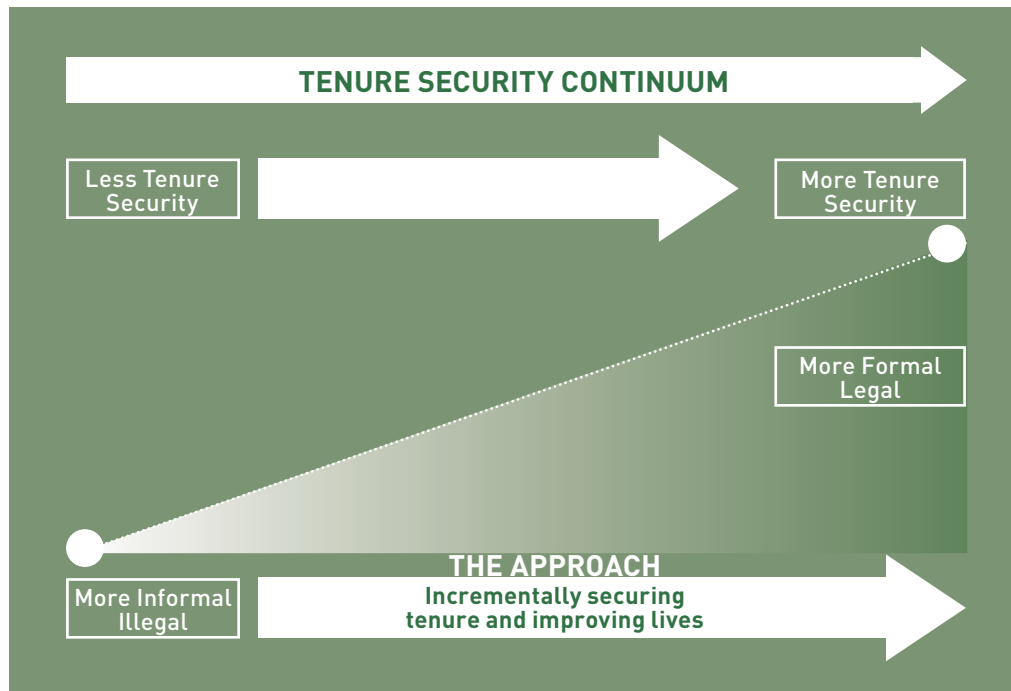 TENURE SECURITY CONTINUUM
Less Tenure
Security
More Tenure
Security
More Formal
Legal
THE APPROACH
More Informal
Illegal
Incrementally securing
tenure and improving lives